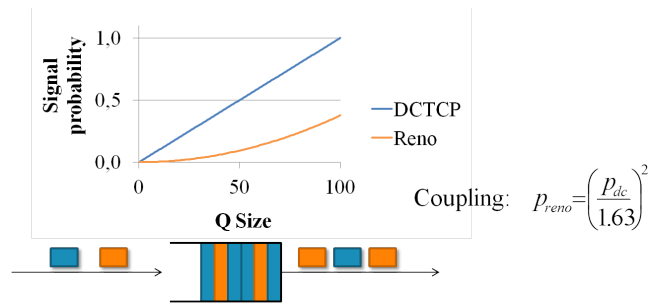 Signal
probability
1,0
0,5
0,0
0
50
100
Q Size
DCTCP
Reno
Coupling: p_reno=(p_dc/1.63)^2